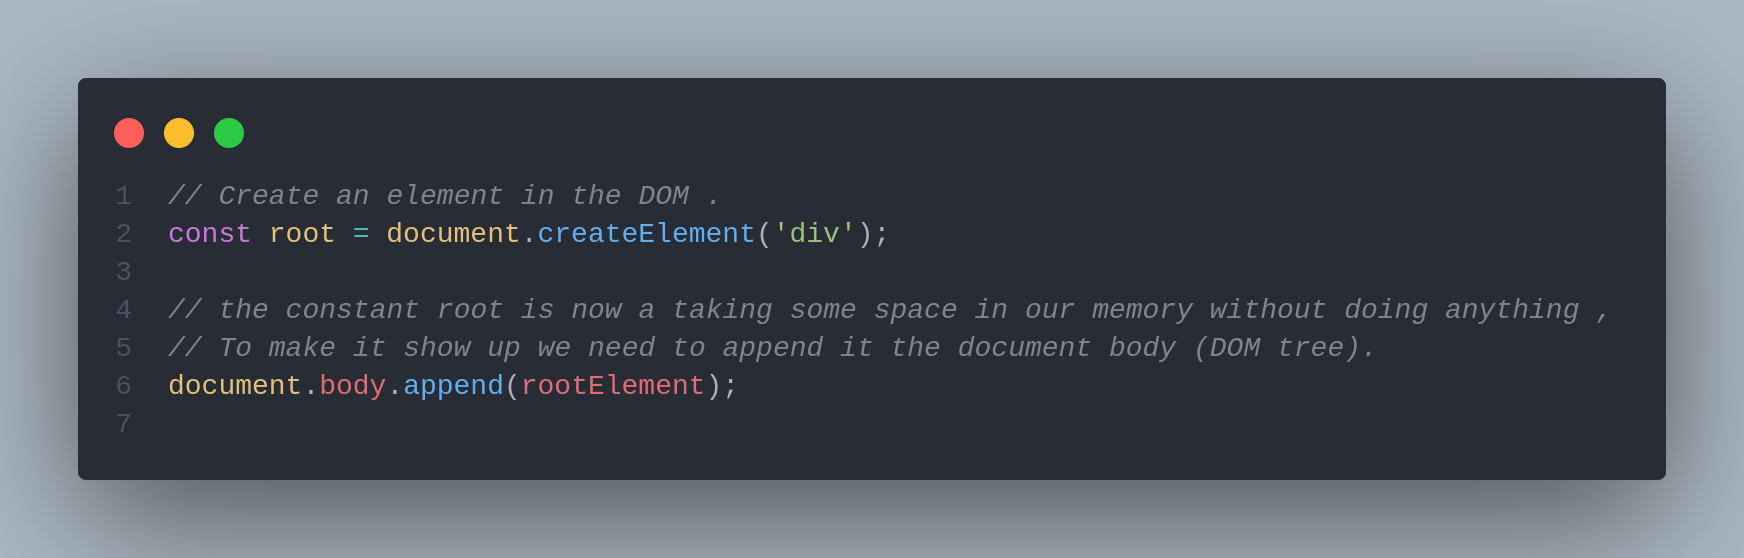 1 // Create an element in the DOM .
2 const root = document.createElement('div');
3
4 // the constant root is now a taking some space in our memory without doing anything ,
5 // To make it show up we need to append it the document body (DOM tree).
6 document.body.append(rootElement);
7